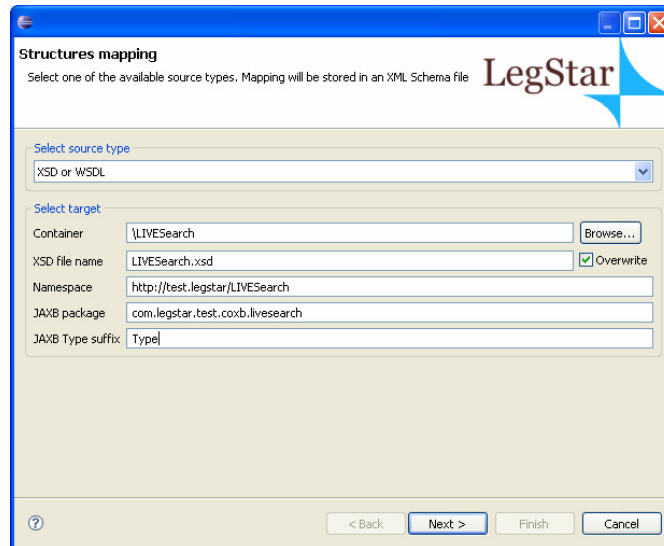 Structures mapping
Select one of the available source types. Mapping will be stored in an XML Schema file
LegStar
Select source type
XSD or WSDL
Select target
Container \LIVESearch Browse...
XSD file name LIVESearch.xsd Overwrite
Namespace http://test.legstar/LIVESearch
JAXB package com.legstar.test.coxb.livesearch
JAXB Type suffix Type
? < Back Next > Finish Cancel